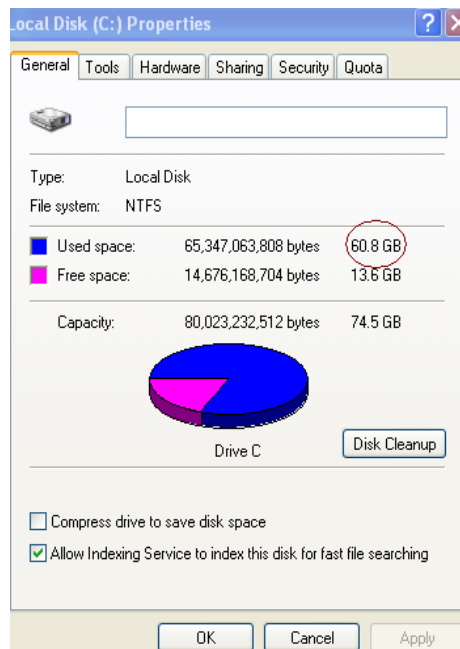 Local Disk (C:) Properties ?
General Tools Hardware Sharing Security Quota
Type: Local Disk
File system: NTFS
Used space: 65,347,063,808 bytes 60.8 GB
Free space: 14,676,168,704 bytes 13.6 GB
Capacity: 80,023,232,512 bytes 74.5 GB
Drive C
Disk Cleanup
Compress drive to save disk space
Allow Indexing Service to index this disk for fast file searching
OK Cancel Apply